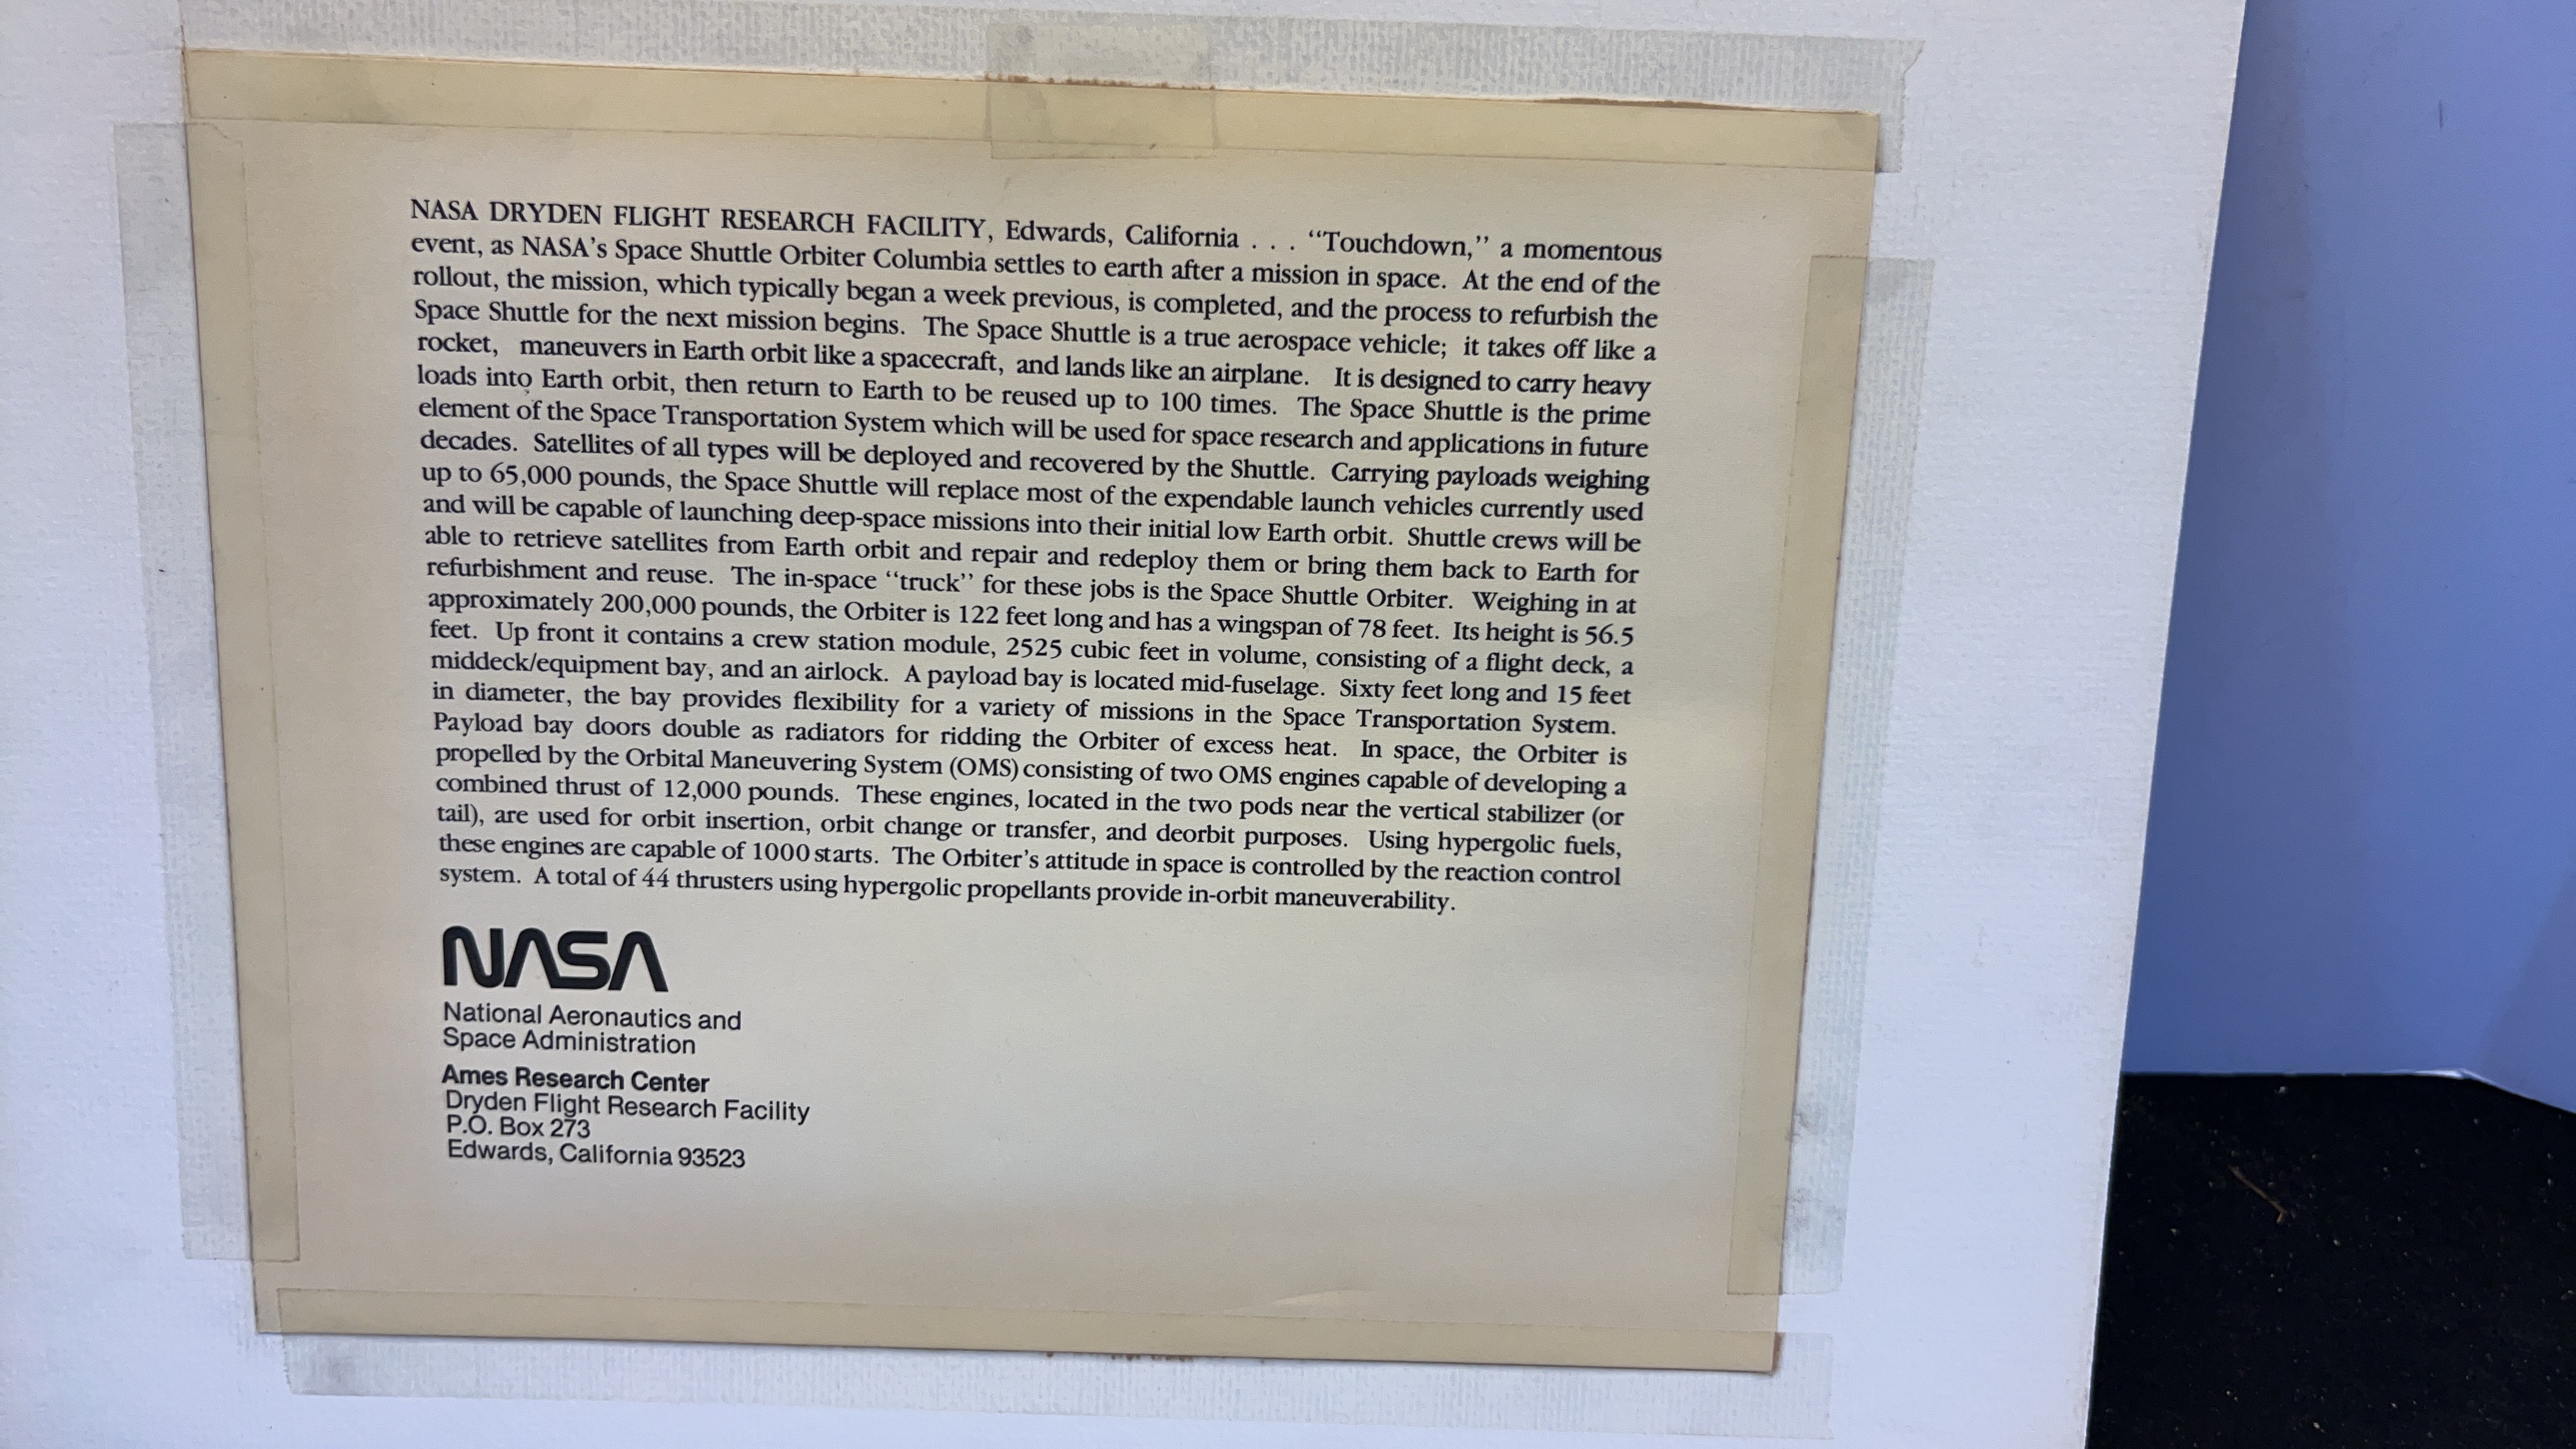 NASA DRYDEN FLIGHT RESEARCH FACILITY, Edwards, California . . . “Touchdown,” a momentous
event, as NASA’s Space Shuttle Orbiter Columbia settles to earth after a mission in space. At the end of the
rollout, the mission, which typically began a week previous, is completed, and the process to refurbish the
Space Shuttle for the next mission begins. The Space Shuttle is a true aerospace vehicle; it takes off like a
rocket, maneuvers in Earth orbit like a spacecraft, and lands like an airplane. It is designed to carry heavy
loads into Earth orbit, then return to Earth to be reused up to 100 times. The Space Shuttle is the prime
element of the Space Transportation System which will be used for space research and applications in future
decades. Satellites of all types will be deployed and recovered by the Shuttle. Carrying payloads weighing
up to 65,000 pounds, the Space Shuttle will replace most of the expendable launch vehicles currently used
and will be capable of launching deep-space missions into their initial low Earth orbit. Shuttle crews will be
able to retrieve satellites from Earth orbit and repair and redeploy them or bring them back to Earth for
refurbishment and reuse. The in-space “truck” for these jobs is the Space Shuttle Orbiter. Weighing in at
approximately 200,000 pounds, the Orbiter is 122 feet long and has a wingspan of 78 feet. Its height is 56.5
feet. Up front it contains a crew station module, 2525 cubic feet in volume, consisting of a flight deck, a
middeck/equipment bay, and an airlock. A payload bay is located mid-fuselage. Sixty feet long and 15 feet
in diameter, the bay provides flexibility for a variety of missions in the Space Transportation System.
Payload bay doors double as radiators for ridding the Orbiter of excess heat. In space, the Orbiter is
propelled by the Orbital Maneuvering System (OMS) consisting of two OMS engines capable of developing a
combined thrust of 12,000 pounds. These engines, located in the two pods near the vertical stabilizer (or
tail), are used for orbit insertion, orbit change or transfer, and deorbit purposes. Using hypergolic fuels,
these engines are capable of 1000 starts. The Orbiter’s attitude in space is controlled by the reaction control
system. A total of 44 thrusters using hypergolic propellants provide in-orbit maneuverability.
NASA
National Aeronautics and
Space Administration
Ames Research Center
Dryden Flight Research Facility
P.O. Box 273
Edwards, California 93523